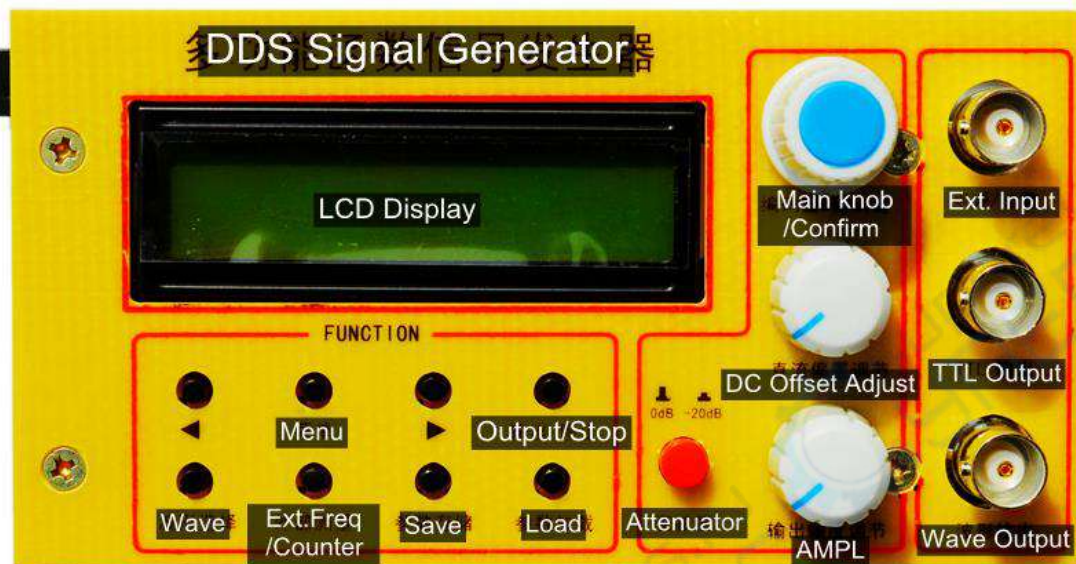 DDS Signal Generator
LCD Display
Main knob
/Confirm
Ext. Input
FUNCTION
DC Offset Adjust
TTL Output
0dB -20dB
Menu
Output/Stop
Wave
Ext.Freq
/Counter
Save
Load
Attenuator
AMPL
Wave Output